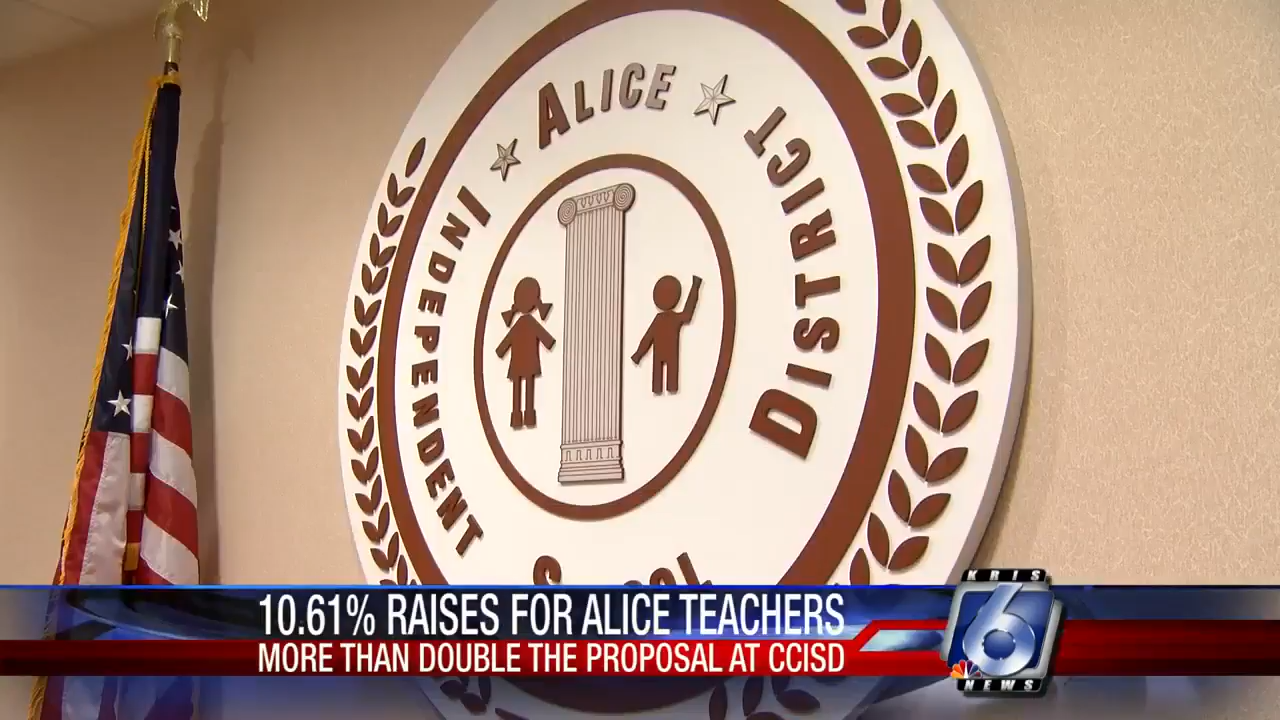 ALICE
INDEPENDENT
DISTRICT
10.61% RAISES FOR ALICE TEACHERS
MORE THAN DOUBLE THE PROPOSAL AT CCISD
KRIS
6
NEWS